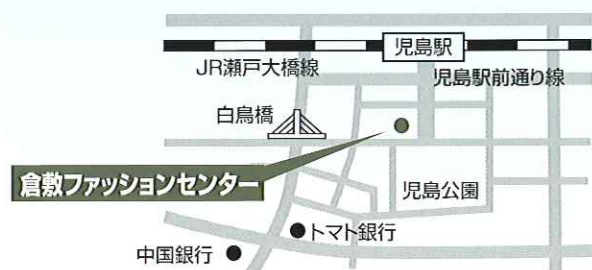 児島駅
JR瀬戸大橋線
児島駅前通り線
白鳥橋
倉敷ファッションセンター
児島公園
トマト銀行
中国銀行